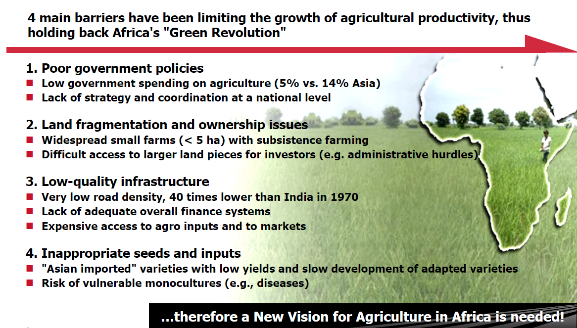 4 main barriers have been limiting the growth of agricultural productivity, thus
holding back Africa's "Green Revolution"
1. Poor government policies
■ Low government spending on agriculture (5% vs. 14% Asia)
■ Lack of strategy and coordination at a national level
2. Land fragmentation and ownership issues
■ Widespread small farms (< 5 ha) with subsistence farming
■ Difficult access to larger land pieces for investors (e.g. administrative hurdles)
3. Low-quality infrastructure
■ Very low road density, 40 times lower than India in 1970
■ Lack of adequate overall finance systems
■ Expensive access to agro inputs and to markets
4. Inappropriate seeds and inputs
■ "Asian imported" varieties with low yields and slow development of adapted varieties
■ Risk of vulnerable monocultures (e.g., diseases)
...therefore a New Vision for Agriculture in Africa is needed!